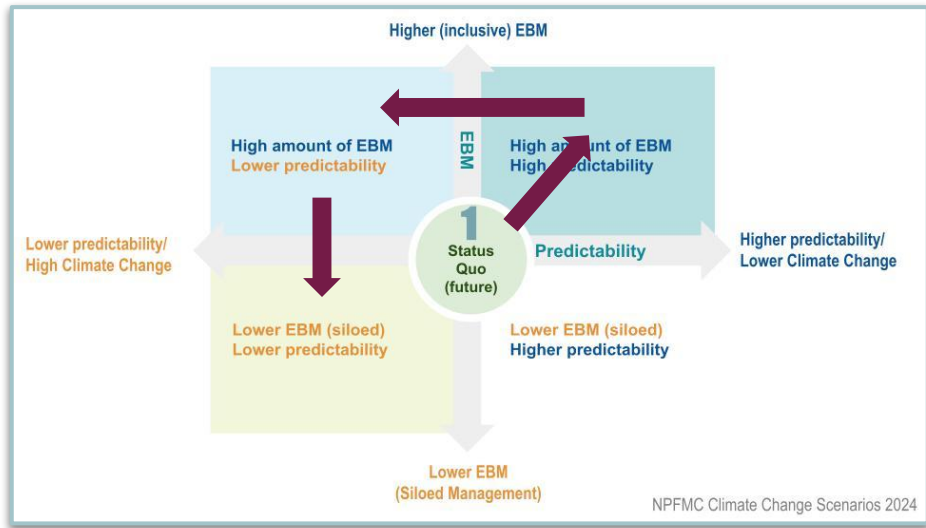 Higher (inclusive) EBM
High amount of EBM
Lower predictability
EBM
High amount of EBM
High predictability
1
Status
Quo
(future)
Lower predictability/
High Climate Change
Predictability
Higher predictability/
Lower Climate Change
Lower EBM (siloed)
Lower predictability
Lower EBM (siloed)
Higher predictability
Lower EBM
(Siloed Management)
NPFMC Climate Change Scenarios 2024